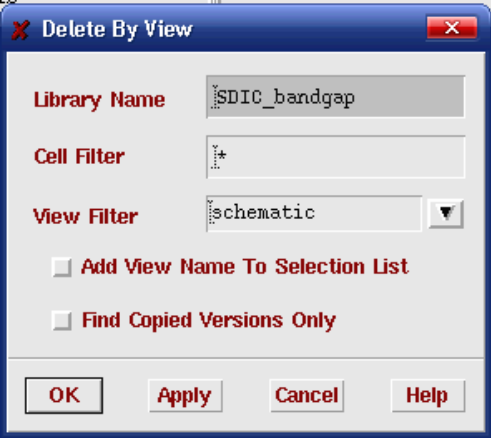 Delete By View
Library Name SDIC_bandgap
Cell Filter *
View Filter schematic
Add View Name To Selection List
Find Copied Versions Only
OK Apply Cancel Help